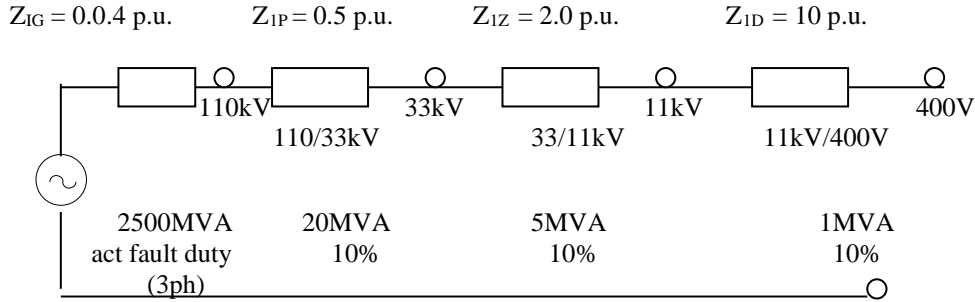 Z1G = 0.0.4 p.u. Z1P = 0.5 p.u. Z1Z = 2.0 p.u. Z1D = 10 p.u.
110kV 33kV 11kV 400V
110/33kV 33/11kV 11kV/400V
2500MVA 20MVA 5MVA 1MVA
act fault duty 10% 10% 10%
(3ph)